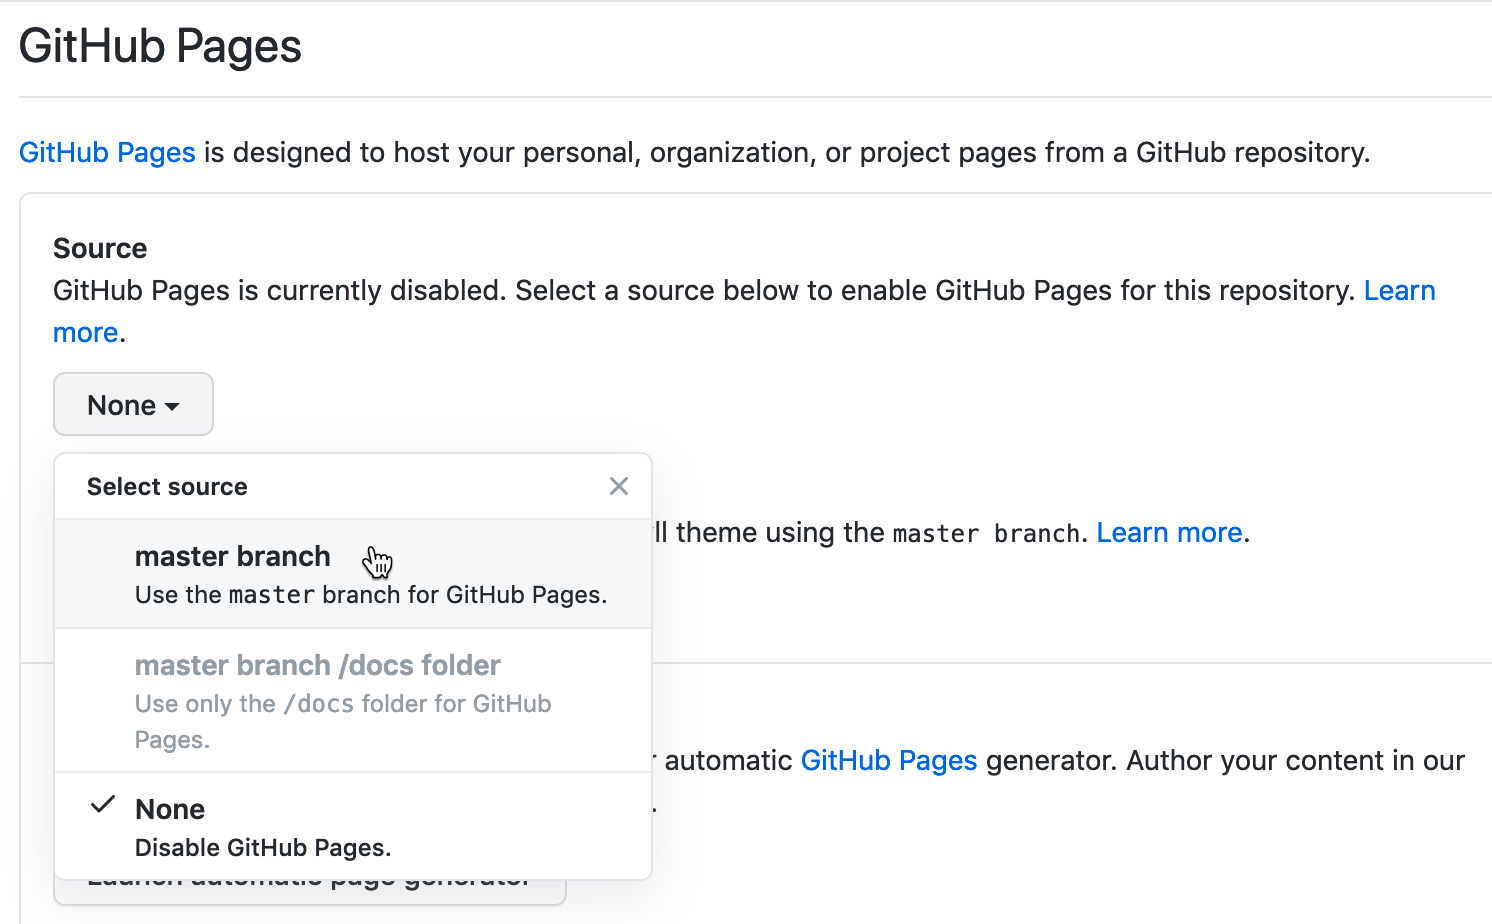 GitHub Pages
GitHub Pages is designed to host your personal, organization, or project pages from a GitHub repository.
Source
GitHub Pages is currently disabled. Select a source below to enable GitHub Pages for this repository. Learn
more.
None
Select source
master branch
Use the master branch for GitHub Pages.
ll theme using the master branch. Learn more.
master branch /docs folder
Use only the /docs folder for GitHub
Pages.
automatic GitHub Pages generator. Author your content in our
.
None
Disable GitHub Pages.
Launch automatic page generator